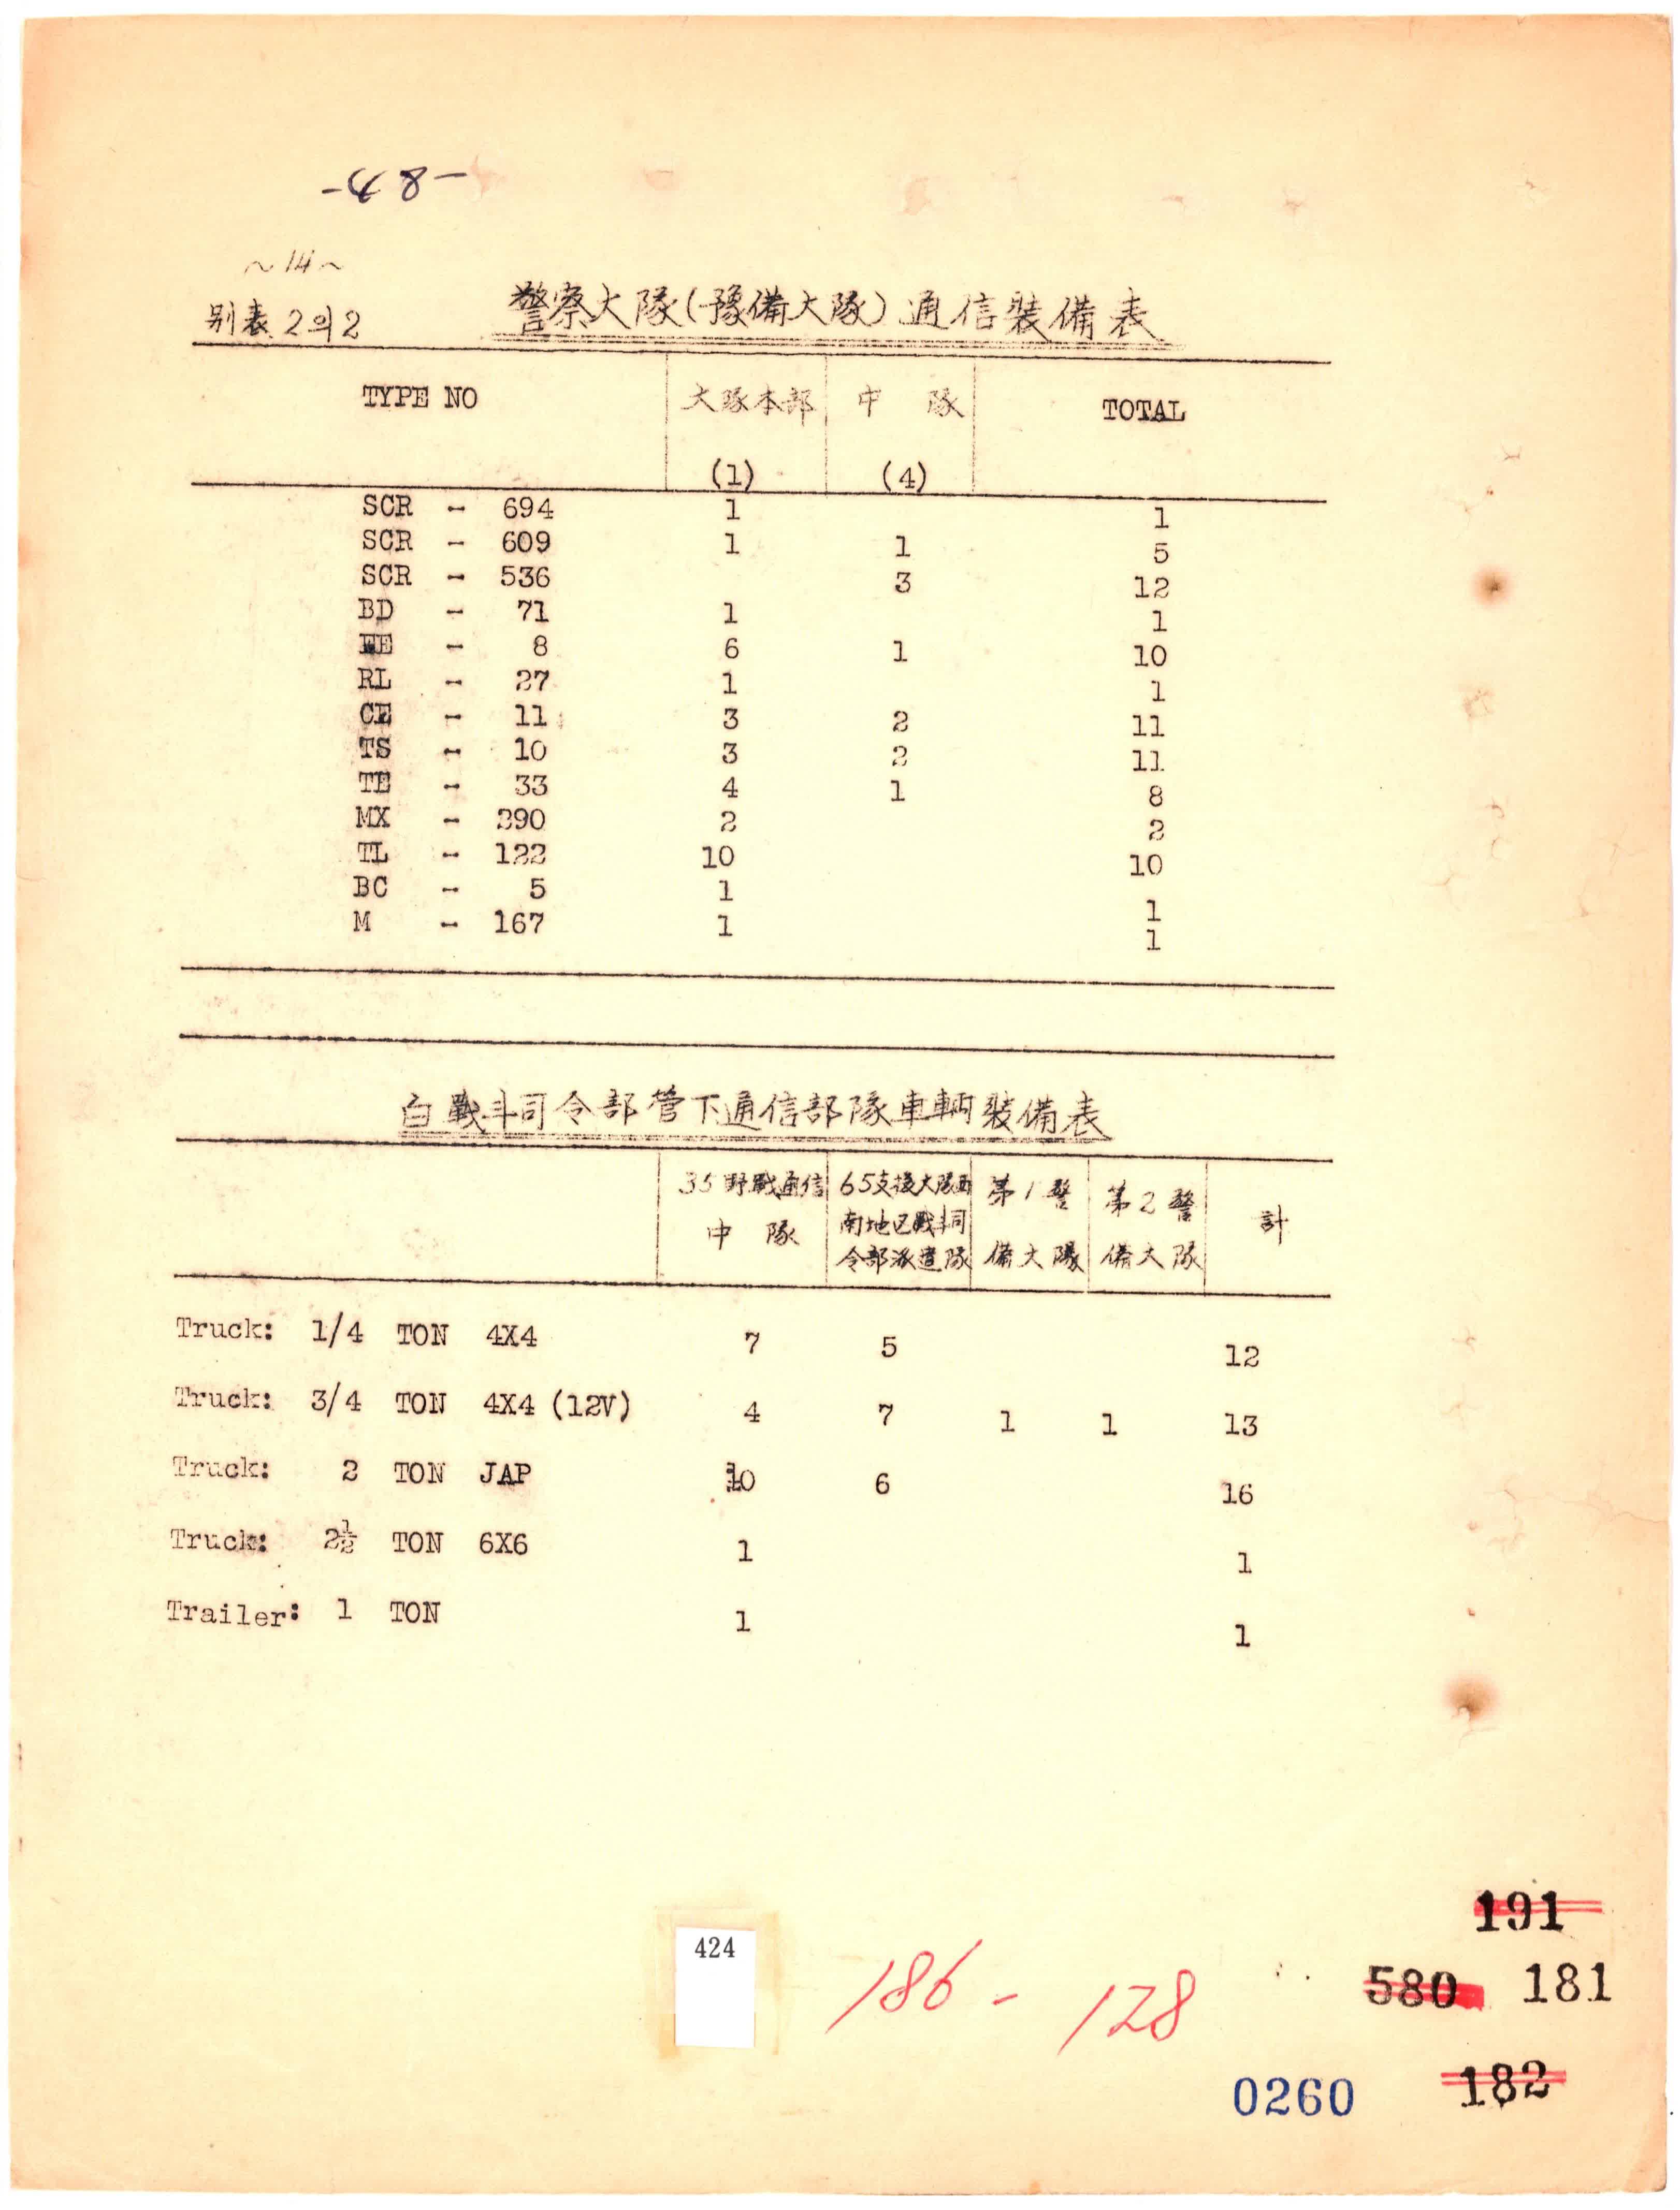 -48-
~14~
別表 2의2 警察大隊(豫備大隊)通信裝備表
TYPE NO 大隊本部 中 隊 TOTAL
(1) (4)
SCR - 694 1 1
SCR - 609 1 1 5
SCR - 536 3 12
BD - 71 1 1
EE - 8 6 1 10
RL - 27 1 1
CE - 11 3 2 11
TS - 10 3 2 11
TE - 33 4 1 8
MX - 290 2 2
TL - 122 10 10
BC - 5 1 1
M - 167 1 1
白戰斗司令部管下通信部隊車輛裝備表
35野戰通信 65支援大隊西 第1警 第2警 計
中 隊 南地区戰斗司 備大隊 備大隊
令部派遣隊
Truck: 1/4 TON 4X4 7 5 12
Truck: 3/4 TON 4X4 (12V) 4 7 1 1 13
Truck: 2 TON JAP 10 6 16
Truck: 2½ TON 6X6 1 1
Trailer: 1 TON 1 1
191
424
186 - 128
580 181
0260 182